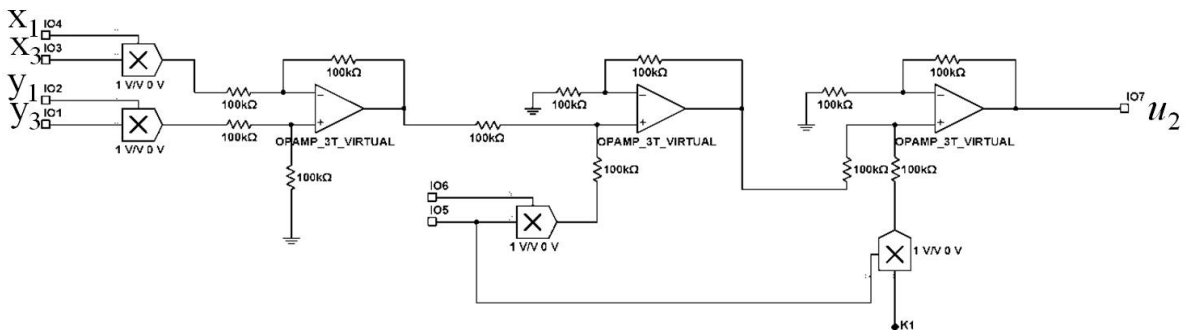 x1 IO4
x3 IO3
1 V/V 0 V
y1 IO2
y3 IO1
1 V/V 0 V
100kΩ
100kΩ
100kΩ
OPAMP_3T_VIRTUAL
100kΩ
100kΩ
100kΩ
100kΩ
OPAMP_3T_VIRTUAL
100kΩ
IO6
IO5
1 V/V 0 V
100kΩ
100kΩ
OPAMP_3T_VIRTUAL
100kΩ
100kΩ
IO7 u2
1 V/V 0 V
K1